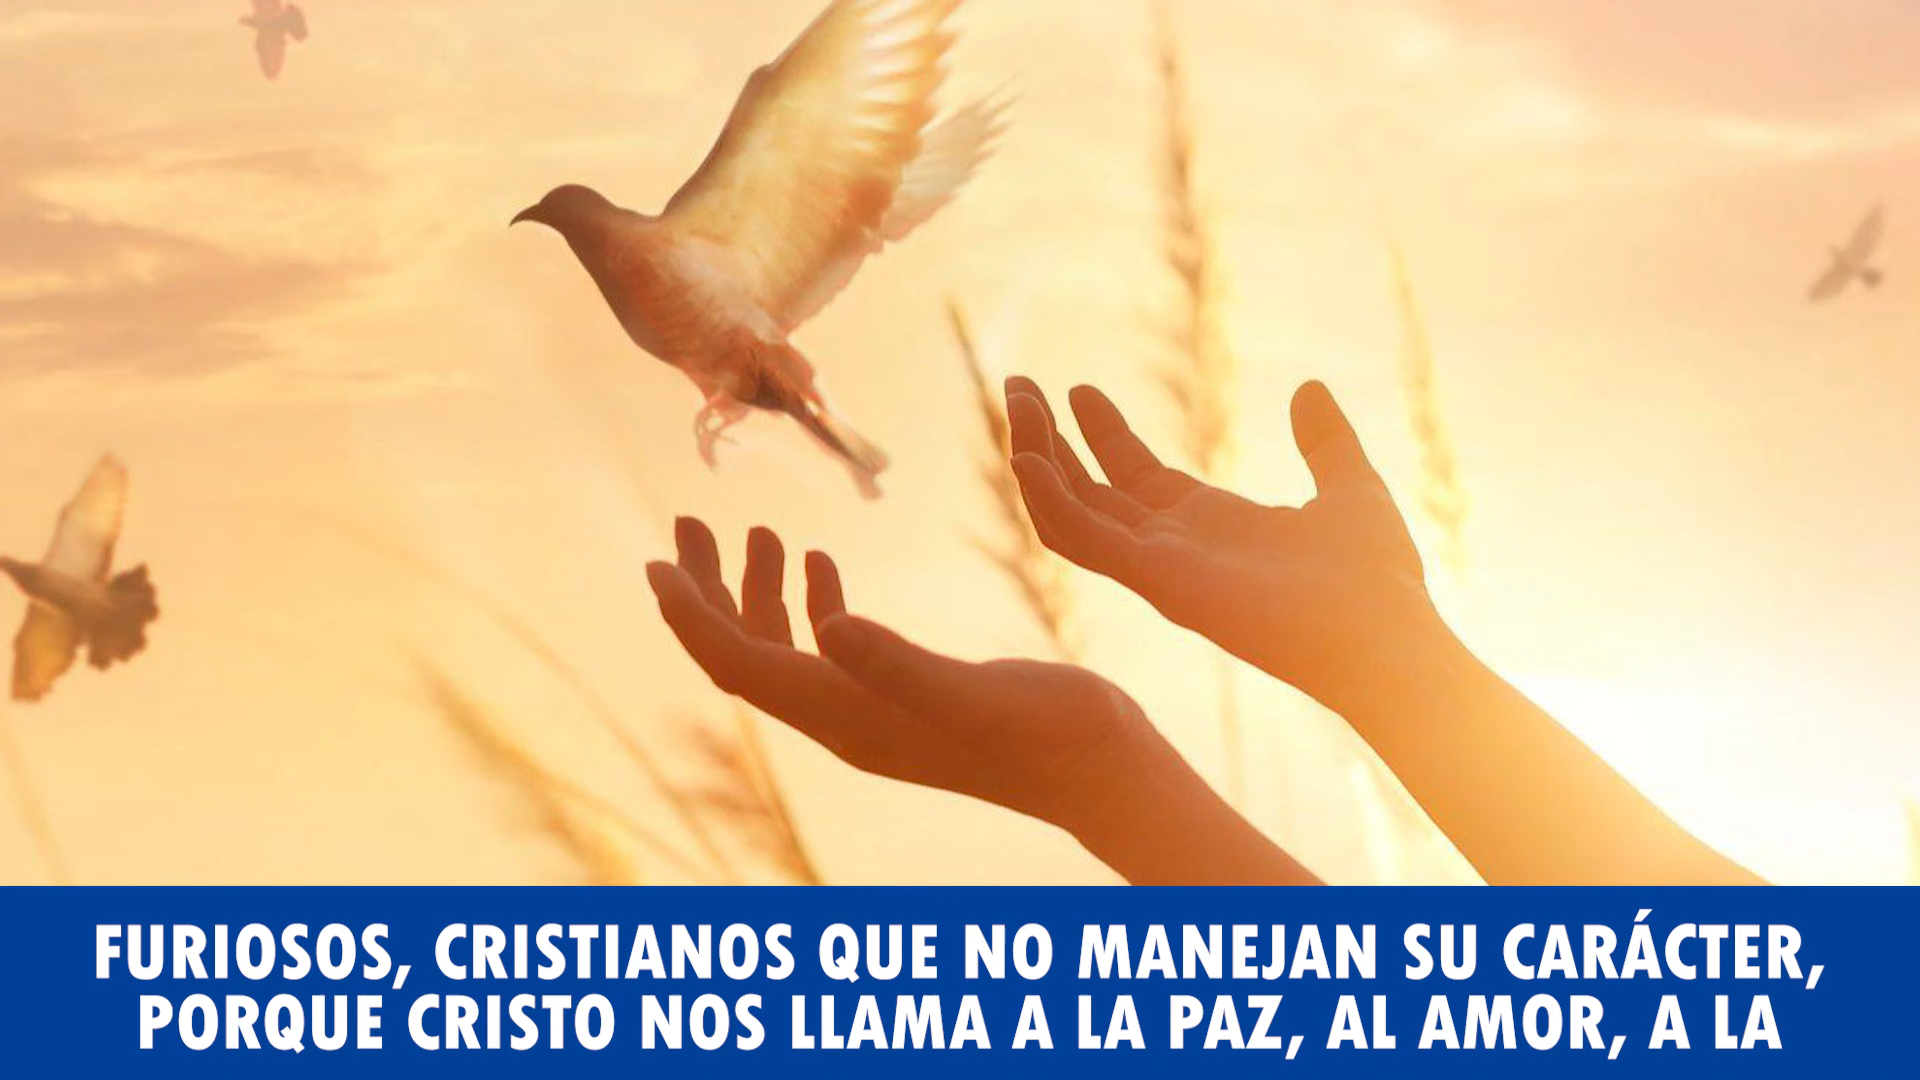 FURIOSOS, CRISTIANOS QUE NO MANEJAN SU CARÁCTER,
PORQUE CRISTO NOS LLAMA A LA PAZ, AL AMOR, A LA